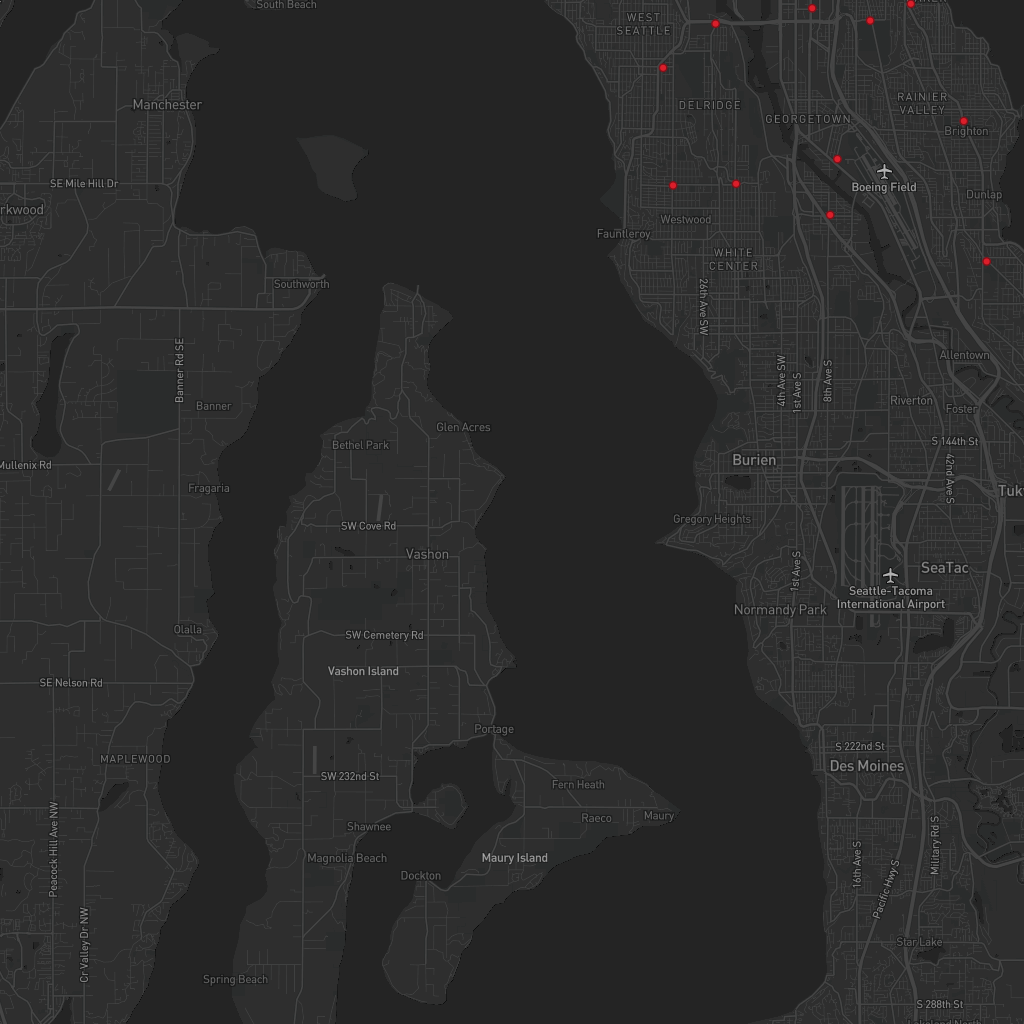 South Beach
WEST
SEATTLE
Manchester
DELRIDGE
RAINIER
VALLEY
GEORGETOWN
Brighton
SE Mile Hill Dr
Boeing Field
Dunlap
rkwood
Westwood
Fauntleroy
WHITE
CENTER
Southworth
26th Ave SW
Banner Rd SE
4th Ave SW
1st Ave S
8th Ave S
Allentown
Banner
Riverton
Foster
Glen Acres
Bethel Park
S 144th St
Mullenix Rd
Burien
42nd Ave S
Fragaria
Tuk
Gregory Heights
SW Cove Rd
Vashon
1st Ave S
SeaTac
Seattle-Tacoma
International Airport
Normandy Park
Olalla
SW Cemetery Rd
Vashon Island
SE Nelson Rd
Portage
S 222nd St
MAPLEWOOD
Des Moines
SW 232nd St
Fern Heath
Maury
Raeco
Shawnee
Peacock Hill Ave NW
Magnolia Beach
Maury Island
16th Ave S
Military Rd S
Dockton
Pacific Hwy S
Cr Valley Dr NW
Star Lake
Spring Beach
S 288th St